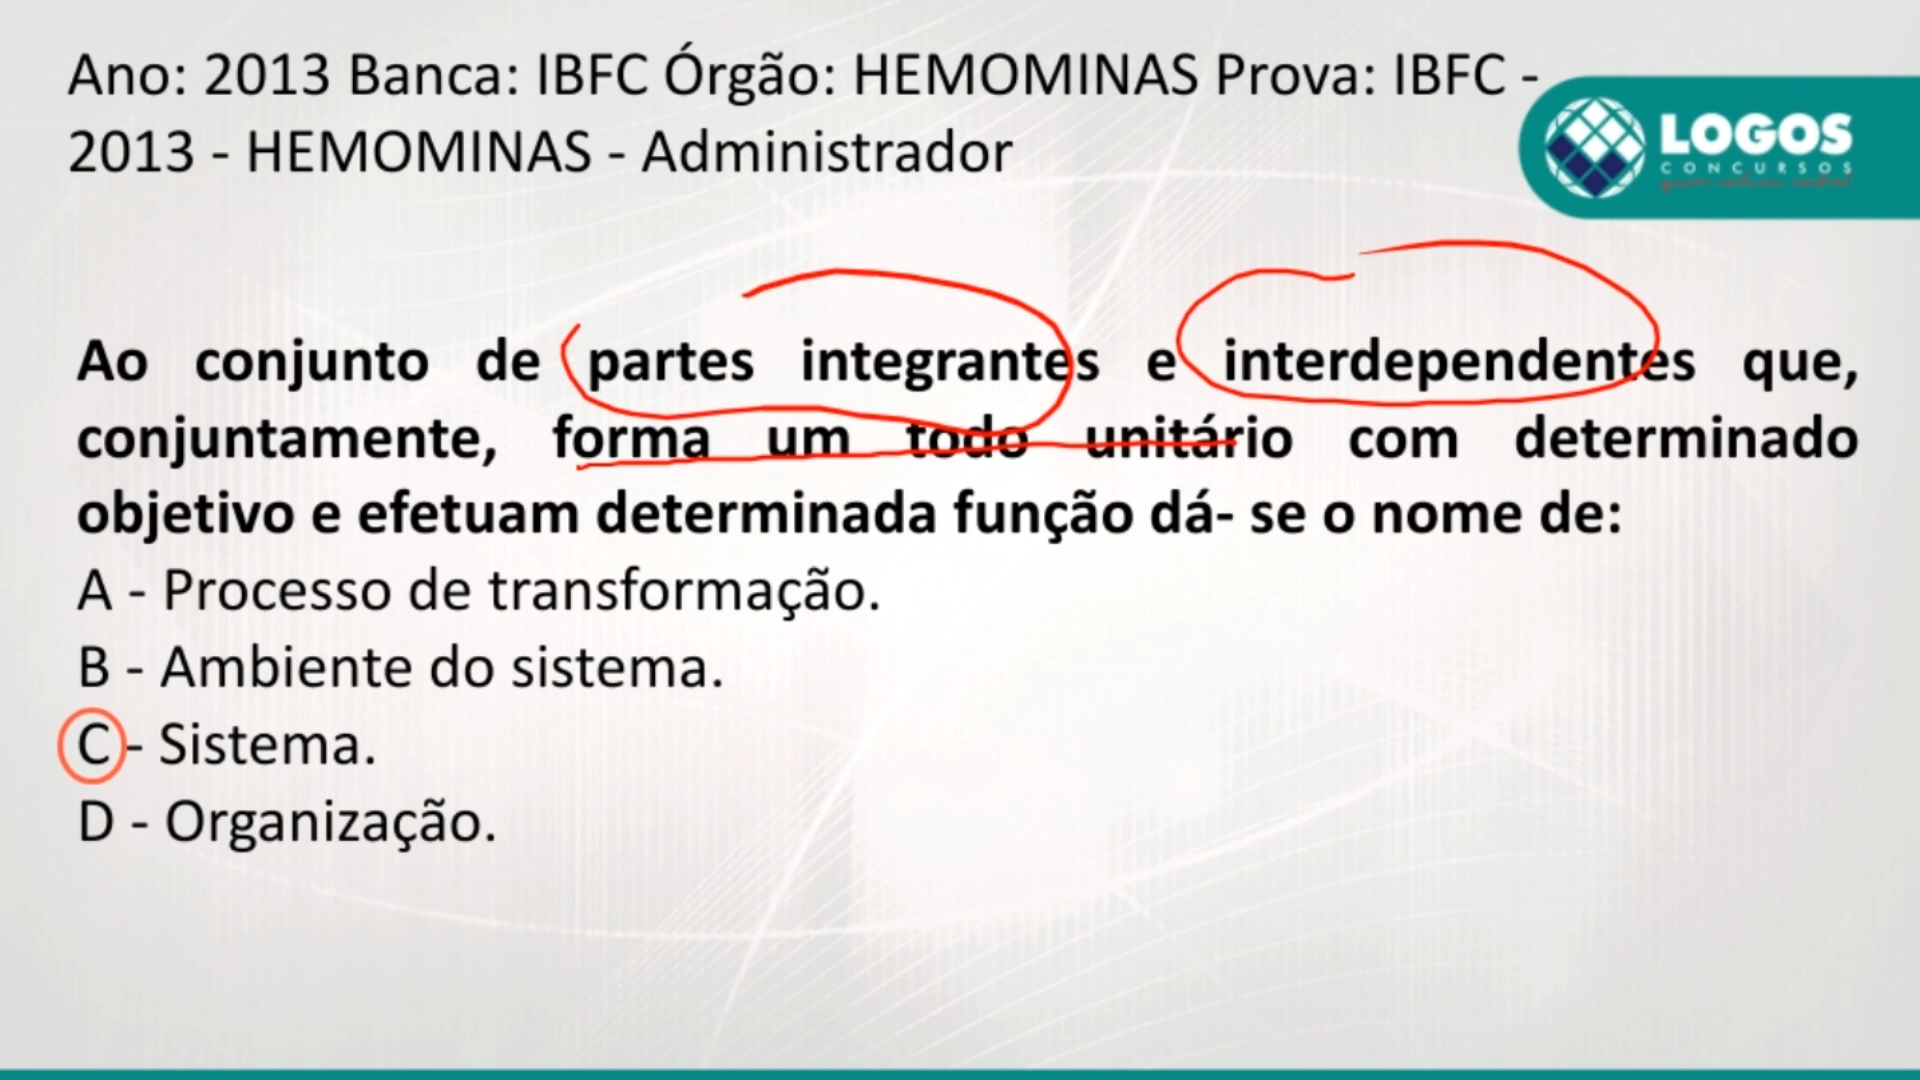 Ano: 2013 Banca: IBFC Órgão: HEMOMINAS Prova: IBFC -
2013 - HEMOMINAS - Administrador
LOGOS
CONCURSOS
Ao conjunto de partes integrantes e interdependentes que,
conjuntamente, forma um todo unitário com determinado
objetivo e efetuam determinada função dá- se o nome de:
A - Processo de transformação.
B - Ambiente do sistema.
C - Sistema.
D - Organização.